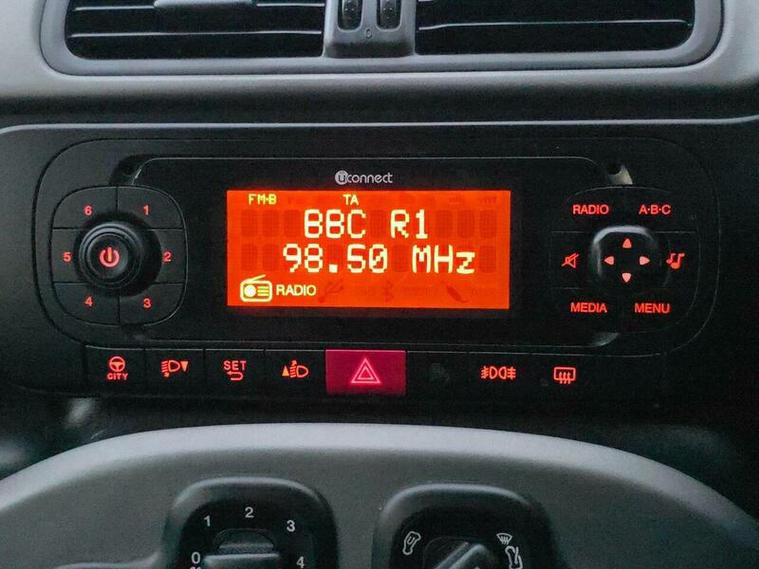 0
uconnect
FM-B TA
BBC R1
98.50 MHz
RADIO
6 1
5 2
4 3
RADIO A·B·C
MEDIA MENU
CITY
SET
0 1 2 3